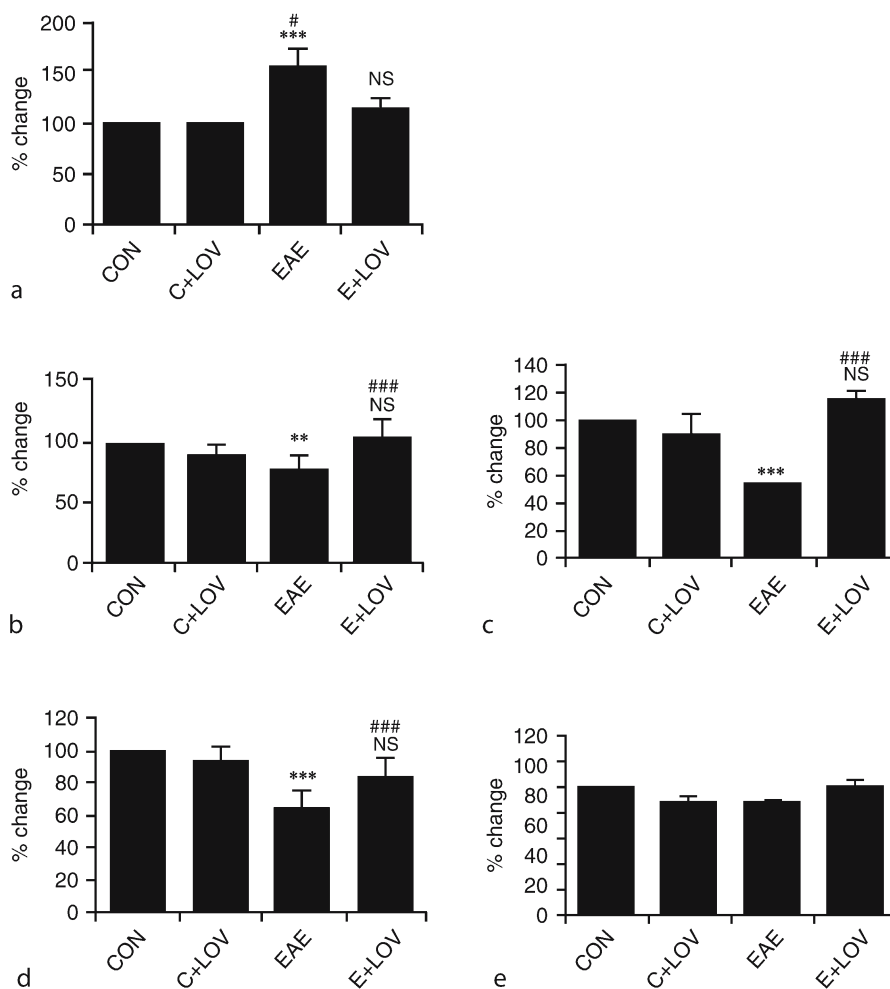 200
150
100
50
0
% change
#
***
NS
CON
C+LOV
EAE
E+LOV
a
150
100
50
0
% change
**
###
NS
CON
C+LOV
EAE
E+LOV
b
140
120
100
80
60
40
20
0
% change
***
###
NS
CON
C+LOV
EAE
E+LOV
c
120
100
80
60
40
20
0
% change
***
###
NS
CON
C+LOV
EAE
E+LOV
d
120
100
80
60
40
20
0
% change
CON
C+LOV
EAE
E+LOV
e